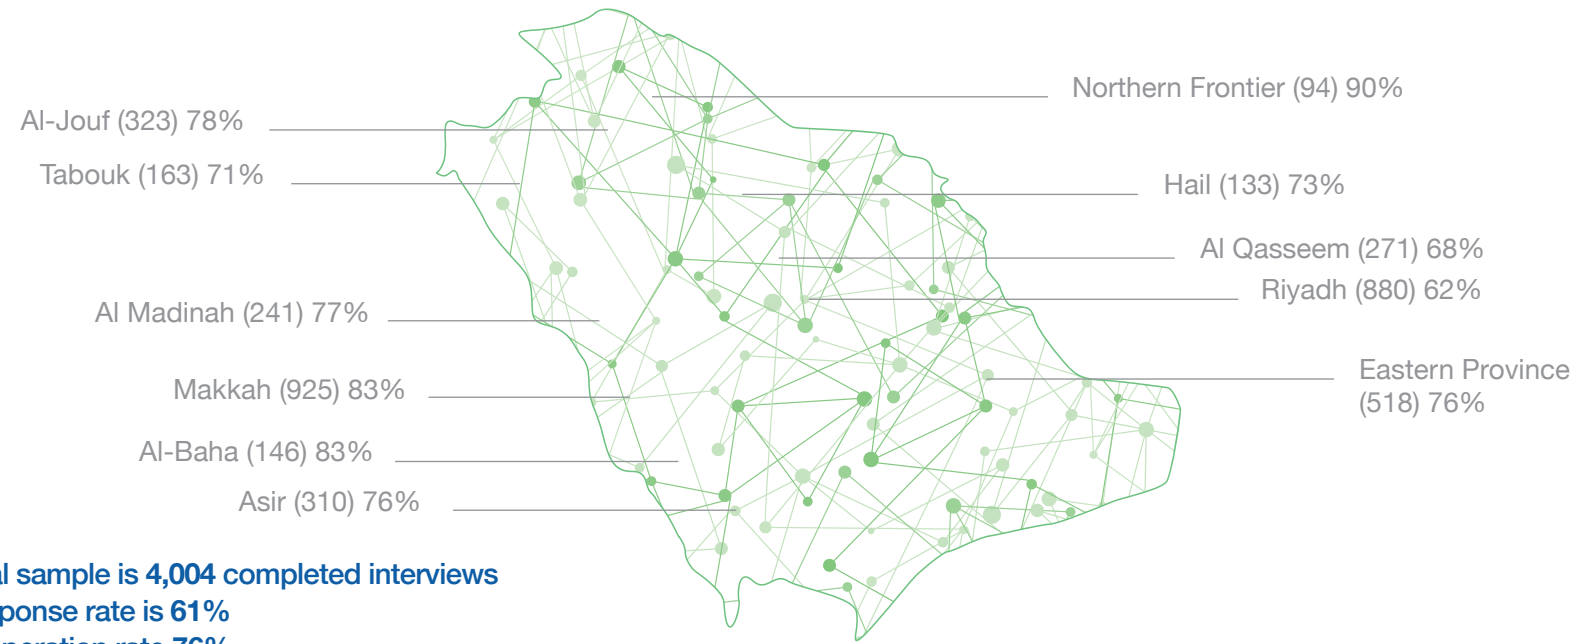 Northern Frontier (94) 90%
Al-Jouf (323) 78%
Tabouk (163) 71%
Hail (133) 73%
Al Qasseem (271) 68%
Riyadh (880) 62%
Al Madinah (241) 77%
Eastern Province
(518) 76%
Makkah (925) 83%
Al-Baha (146) 83%
Asir (310) 76%
sample is 4,004 completed interviews
rate is 61%
rate 76%